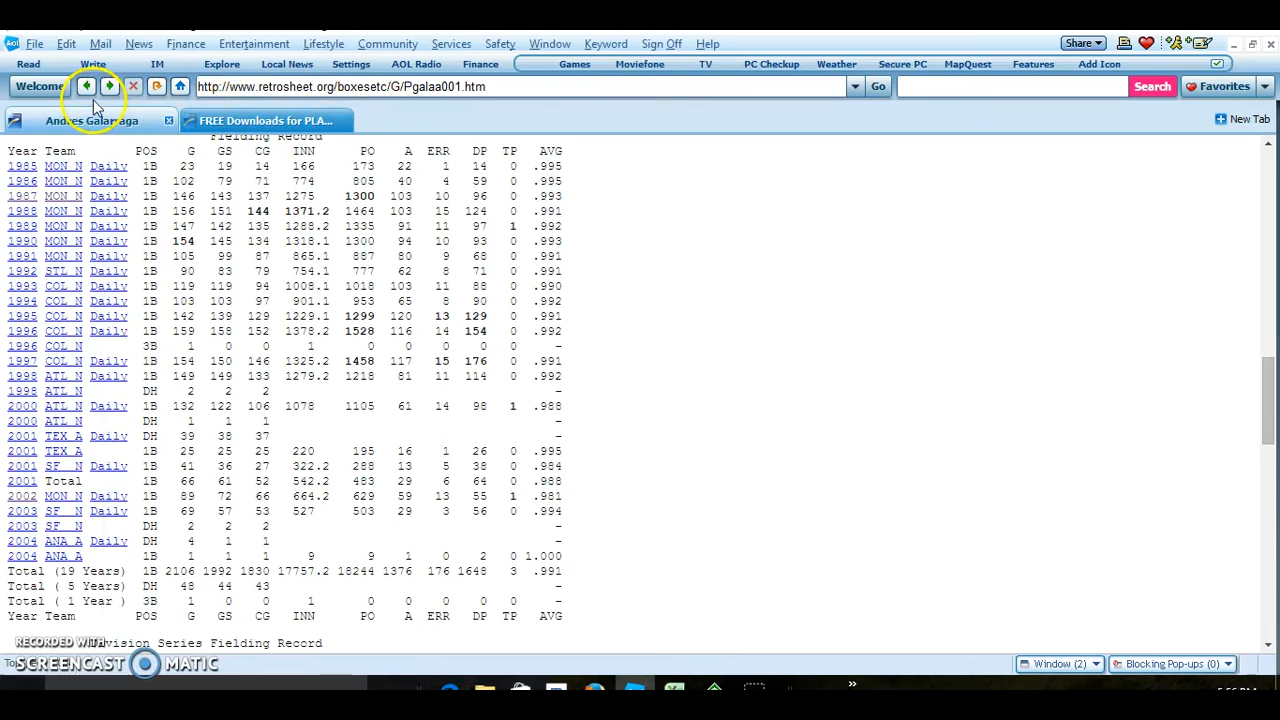 AOL File Edit Mail News Finance Entertainment Lifestyle Community Services Safety Window Keyword Sign Off Help Share
Read Write IM Explore Local News Settings AOL Radio Finance Games Moviefone TV PC Checkup Weather Secure PC MapQuest Features Add Icon
Welcome http://www.retrosheet.org/boxesetc/G/Pgalaa001.htm Go Search Favorites
Andres Galarraga FREE Downloads for PLA... New Tab
Fielding Record
Year Team POS G GS CG INN PO A ERR DP TP AVG
1985 MON N Daily 1B 23 19 14 166 173 22 1 14 0 .995
1986 MON N Daily 1B 102 79 71 774 805 40 4 59 0 .995
1987 MON N Daily 1B 146 143 137 1275 1300 103 10 96 0 .993
1988 MON N Daily 1B 156 151 144 1371.2 1464 103 15 124 0 .991
1989 MON N Daily 1B 147 142 135 1288.2 1335 91 11 97 1 .992
1990 MON N Daily 1B 154 145 134 1318.1 1300 94 10 93 0 .993
1991 MON N Daily 1B 105 99 87 865.1 887 80 9 68 0 .991
1992 STL N Daily 1B 90 83 79 754.1 777 62 8 71 0 .991
1993 COL N Daily 1B 119 119 94 1008.1 1018 103 11 88 0 .990
1994 COL N Daily 1B 103 103 97 901.1 953 65 8 90 0 .992
1995 COL N Daily 1B 142 139 129 1229.1 1299 120 13 129 0 .991
1996 COL N Daily 1B 159 158 152 1378.2 1528 116 14 154 0 .992
1996 COL N 3B 1 0 0 1 0 0 0 0 0 -
1997 COL N Daily 1B 154 150 146 1325.2 1458 117 15 176 0 .991
1998 ATL N Daily 1B 149 149 133 1279.2 1218 81 11 114 0 .992
1998 ATL N DH 2 2 2 -
2000 ATL N Daily 1B 132 122 106 1078 1105 61 14 98 1 .988
2000 ATL N DH 1 1 1 -
2001 TEX A Daily DH 39 38 37 -
2001 TEX A 1B 25 25 25 220 195 16 1 26 0 .995
2001 SF N Daily 1B 41 36 27 322.2 288 13 5 38 0 .984
2001 Total 1B 66 61 52 542.2 483 29 6 64 0 .988
2002 MON N Daily 1B 89 72 66 664.2 629 59 13 55 1 .981
2003 SF N Daily 1B 69 57 53 527 503 29 3 56 0 .994
2003 SF N DH 2 2 2 -
2004 ANA A Daily DH 4 1 1 -
2004 ANA A 1B 1 1 1 9 9 1 0 2 0 1.000
Total (19 Years) 1B 2106 1992 1830 17757.2 18244 1376 176 1648 3 .991
Total ( 5 Years) DH 48 44 43 -
Total ( 1 Year ) 3B 1 0 0 1 0 0 0 0 0 -
Year Team POS G GS CG INN PO A ERR DP TP AVG
Division Series Fielding Record
RECORDED WITH
SCREENCAST MATIC
Window (2) Blocking Pop-ups (0)